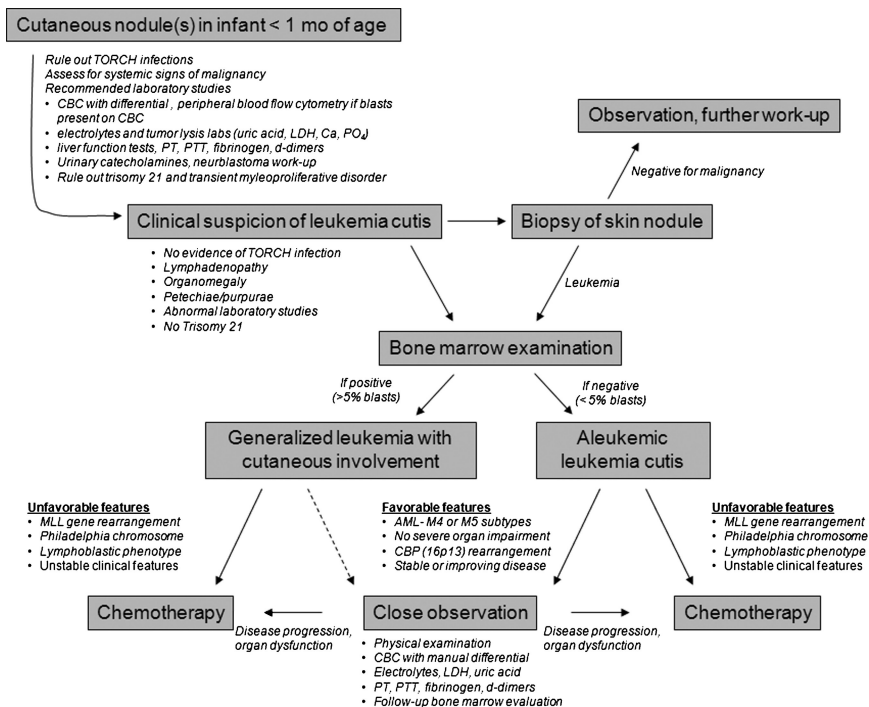 Cutaneous nodule(s) in infant < 1 mo of age
Rule out TORCH infections
Assess for systemic signs of malignancy
Recommended laboratory studies
• CBC with differential , peripheral blood flow cytometry if blasts
present on CBC
• electrolytes and tumor lysis labs (uric acid, LDH, Ca, PO₄)
• liver function tests, PT, PTT, fibrinogen, d-dimers
• Urinary catecholamines, neurblastoma work-up
• Rule out trisomy 21 and transient myleoproliferative disorder
Observation, further work-up
Negative for malignancy
Clinical suspicion of leukemia cutis
Biopsy of skin nodule
• No evidence of TORCH infection
• Lymphadenopathy
• Organomegaly
• Petechiae/purpurae
• Abnormal laboratory studies
• No Trisomy 21
Leukemia
Bone marrow examination
If positive
(>5% blasts)
If negative
(< 5% blasts)
Generalized leukemia with
cutaneous involvement
Aleukemic
leukemia cutis
Unfavorable features
• MLL gene rearrangement
• Philadelphia chromosome
• Lymphoblastic phenotype
• Unstable clinical features
Favorable features
• AML- M4 or M5 subtypes
• No severe organ impairment
• CBP (16p13) rearrangement
• Stable or improving disease
Unfavorable features
• MLL gene rearrangement
• Philadelphia chromosome
• Lymphoblastic phenotype
• Unstable clinical features
Chemotherapy
Disease progression,
organ dysfunction
Close observation
Disease progression,
organ dysfunction
Chemotherapy
• Physical examination
• CBC with manual differential
• Electrolytes, LDH, uric acid
• PT, PTT, fibrinogen, d-dimers
• Follow-up bone marrow evaluation